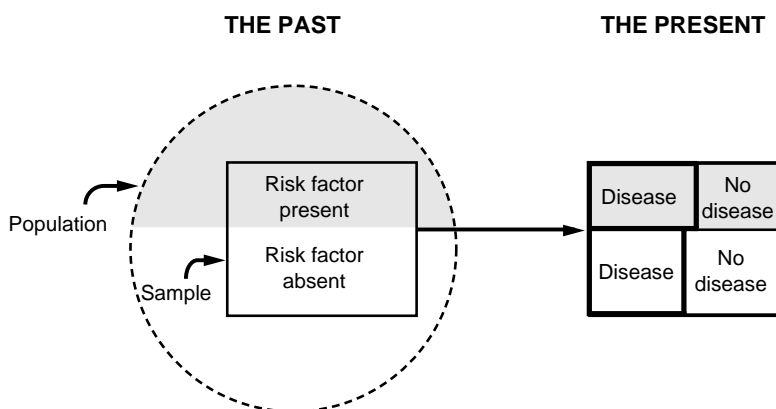 THE PAST
THE PRESENT
Population
Sample
Risk factor
present
Risk factor
absent
Disease
No
disease
Disease
No
disease